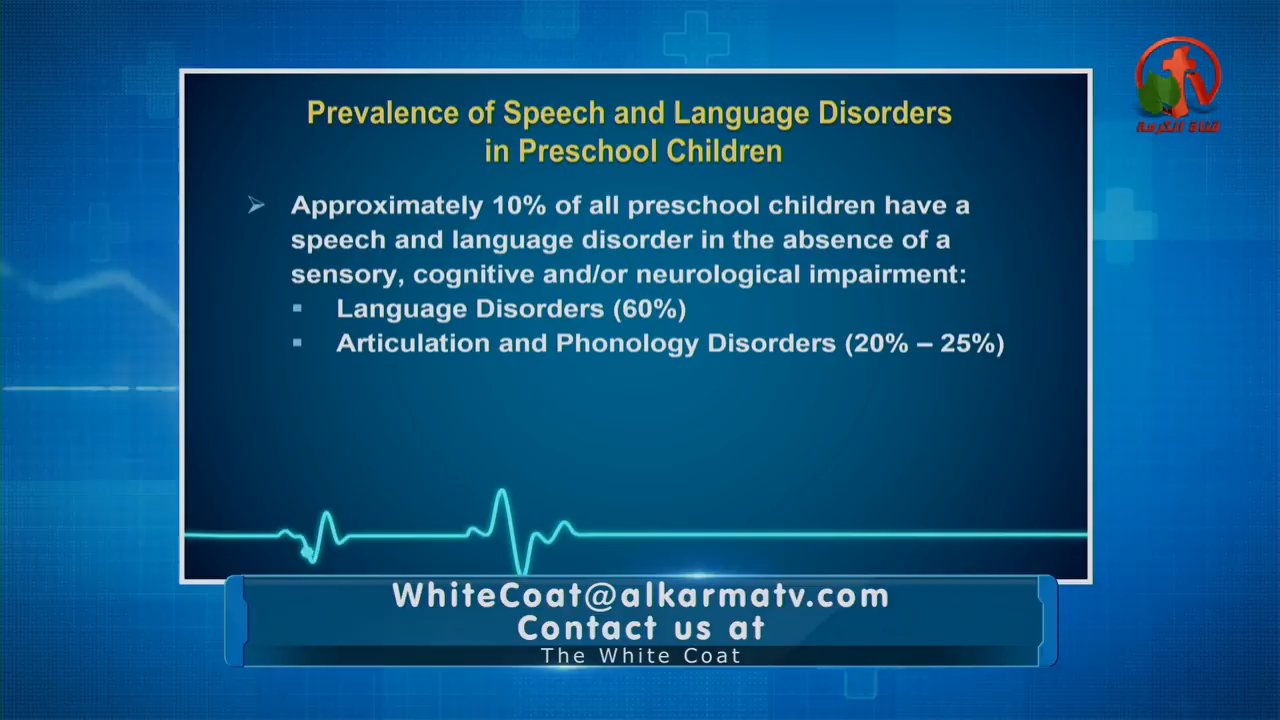 Prevalence of Speech and Language Disorders
in Preschool Children
Approximately 10% of all preschool children have a
speech and language disorder in the absence of a
sensory, cognitive and/or neurological impairment:
Language Disorders (60%)
Articulation and Phonology Disorders (20% – 25%)
WhiteCoat@alkarmatv.com
Contact us at
The White Coat
tv
قناة الكرمة